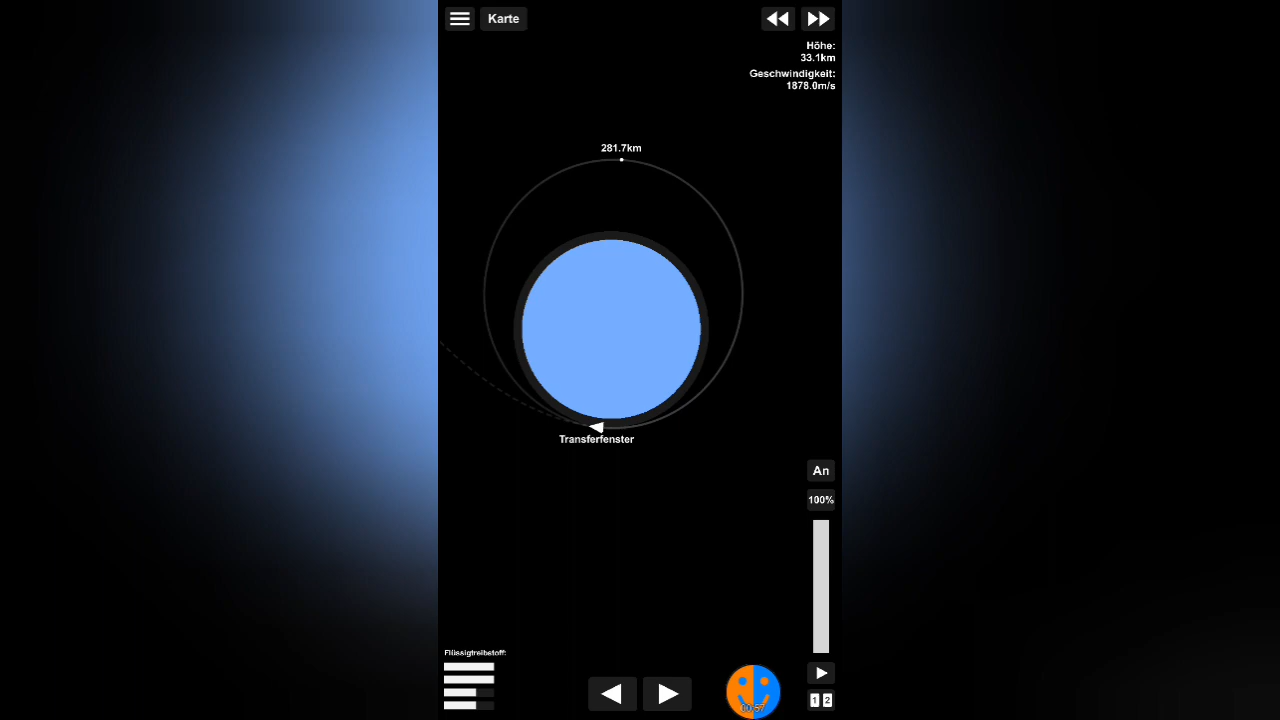 Karte
Höhe:
33.1km
Geschwindigkeit:
1878.0m/s
281.7km
Transferfenster
An
100%
Flüssigtreibstoff:
1 2